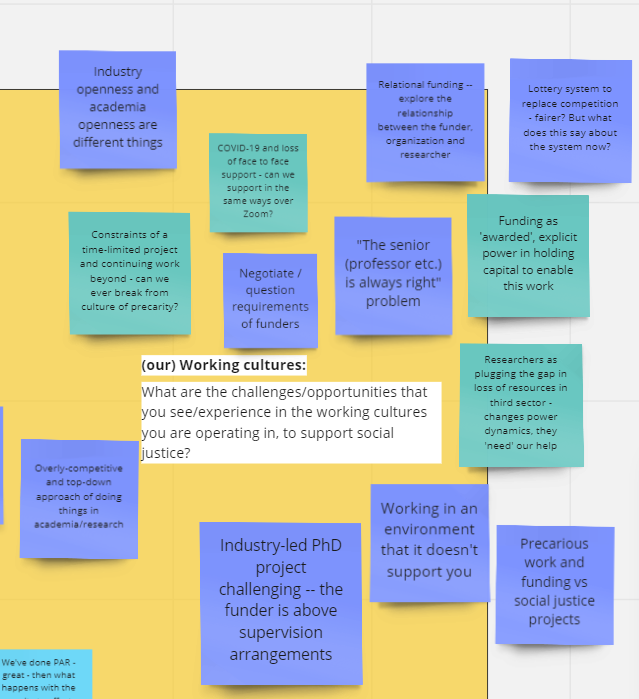 Industry
openness and
academia
openness are
different things
Relational funding --
explore the
relationship
between the funder,
organization and
researcher
Lottery system to
replace competition
- fairer? But what
does this say about
the system now?
COVID-19 and loss
of face to face
support - can we
support in the
same ways over
Zoom?
Constraints of a
time-limited project
and continuing work
beyond - can we
ever break from
culture of precarity?
Negotiate /
question
requirements
of funders
"The senior
(professor etc.)
is always right"
problem
Funding as
'awarded', explicit
power in holding
capital to enable
this work
(our) Working cultures:
What are the challenges/opportunities that
you see/experience in the working cultures
you are operating in, to support social
justice?
Researchers as
plugging the gap in
loss of resources in
third sector -
changes power
dynamics, they
'need' our help
Overly-competitive
and top-down
approach of doing
things in
academia/research
Industry-led PhD
project
challenging -- the
funder is above
supervision
arrangements
Working in an
environment
that it doesn't
support you
Precarious
work and
funding vs
social justice
projects
We've done PAR -
great - then what
happens with the